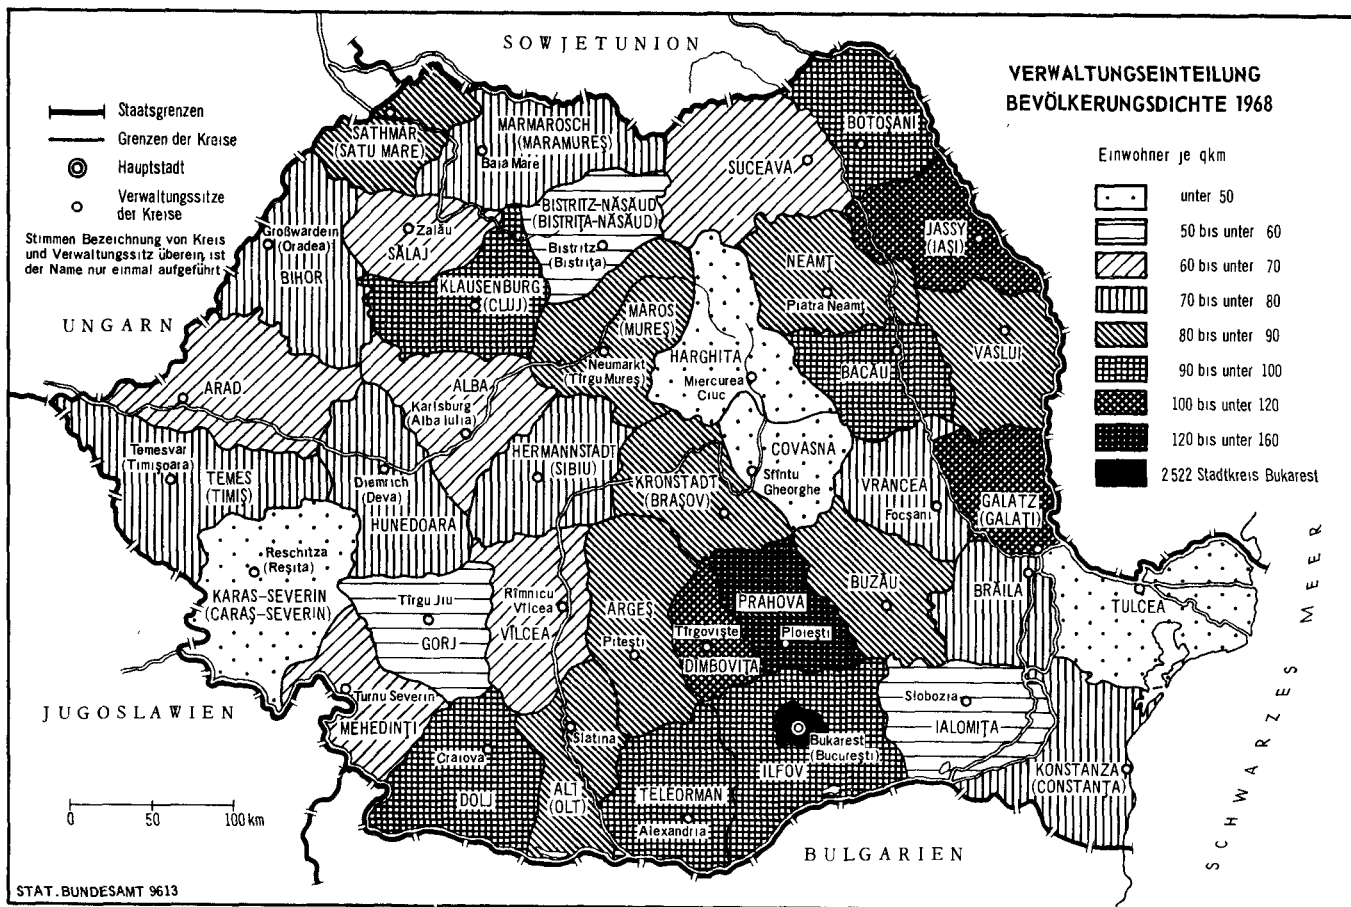 SOWJETUNION
VERWALTUNGSEINTEILUNG
BEVÖLKERUNGSDICHTE 1968
Einwohner je qkm
unter 50
50 bis unter 60
60 bis unter 70
70 bis unter 80
80 bis unter 90
90 bis unter 100
100 bis unter 120
120 bis unter 160
2522 Stadtkreis Bukarest
Staatsgrenzen
Grenzen der Kreise
Hauptstadt
Verwaltungssitze
der Kreise
Stimmen Bezeichnung von Kreis
und Verwaltungssitz überein, ist
der Name nur einmal aufgeführt
SATHMAR
(SATU MARE)
MARMAROSCH
(MARAMUREŞ)
Baia Mare
SUCEAVA
BOTOŞANI
Großwardein
(Oradea)
BIHOR
Zalău
SĂLAJ
BISTRITZ-NĂSĂUD
(BISTRIŢA-NĂSĂUD)
Bistritz
(Bistriţa)
JASSY
(IAŞI)
KLAUSENBURG
(CLUJ)
MAROS
(MUREŞ)
Neumarkt
(Tîrgu Mureş)
NEAMŢ
Piatra Neamţ
VASLUI
HARGHITA
Miercurea
Ciuc
BACĂU
UNGARN
ARAD
ALBA
Karlsburg
(Alba Iulia)
Temesvar
(Timişoara)
TEMES
(TIMIŞ)
Diemrich
(Deva)
HUNEDOARA
HERMANNSTADT
(SIBIU)
KRONSTADT
(BRAŞOV)
COVASNA
Sfîntu
Gheorghe
VRANCEA
Focşani
GALATZ
(GALAŢI)
Reschitza
(Reşiţa)
KARAS-SEVERIN
(CARAŞ-SEVERIN)
Tîrgu Jiu
GORJ
Rîmnicu
Vîlcea
VÎLCEA
ARGEŞ
Piteşti
PRAHOVA
Ploieşti
Tîrgovişte
DÎMBOVIŢA
BUZĂU
BRĂILA
TULCEA
JUGOSLAWIEN
Turnu Severin
MEHEDINŢI
Craiova
DOLJ
Slatina
ALT
(OLT)
TELEORMAN
Alexandria
Bukarest
(Bucureşti)
ILFOV
Slobozia
IALOMIŢA
KONSTANZA
(CONSTANŢA)
SCHWARZES MEER
BULGARIEN
0 50 100 km
STAT. BUNDESAMT 9613